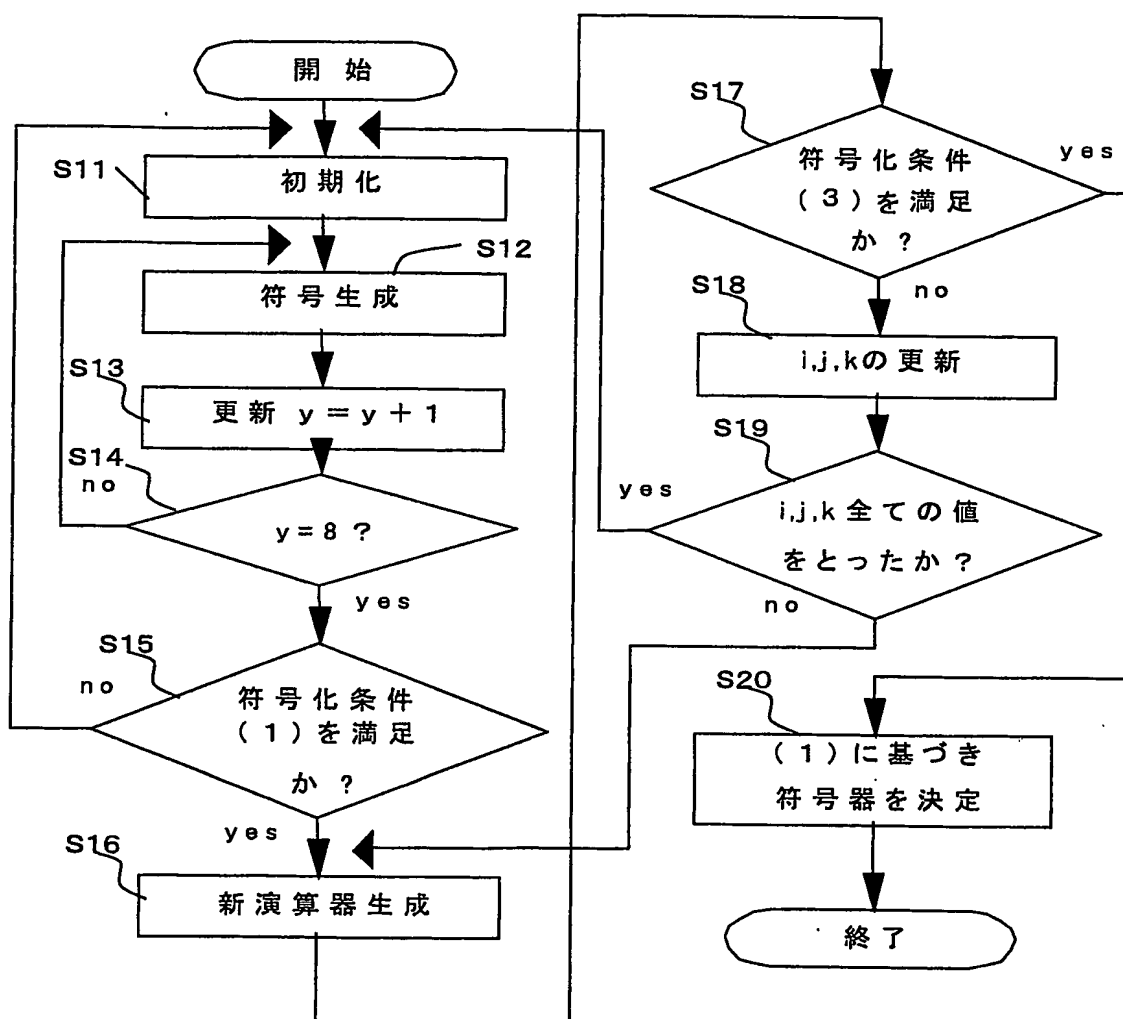 開始
S11
初期化
S12
符号生成
S13
更新 y=y+1
S14
no
y=8?
yes
S15
no
符号化条件
(1)を満足
か?
yes
S16
新演算器生成
S17
符号化条件
(3)を満足
か?
yes
no
S18
i,j,kの更新
S19
yes
i,j,k全ての値
をとったか?
no
S20
(1)に基づき
符号器を決定
終了